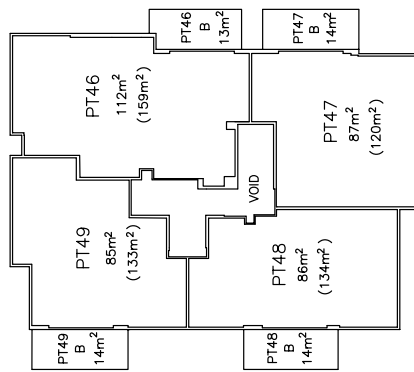 PT46
B
13m²
PT47
B
14m²
PT46
112m²
(159m²)
PT47
87m²
(120m²)
VOID
PT49
85m²
(133m²)
PT48
86m²
(134m²)
PT49
B
14m²
PT48
B
14m²